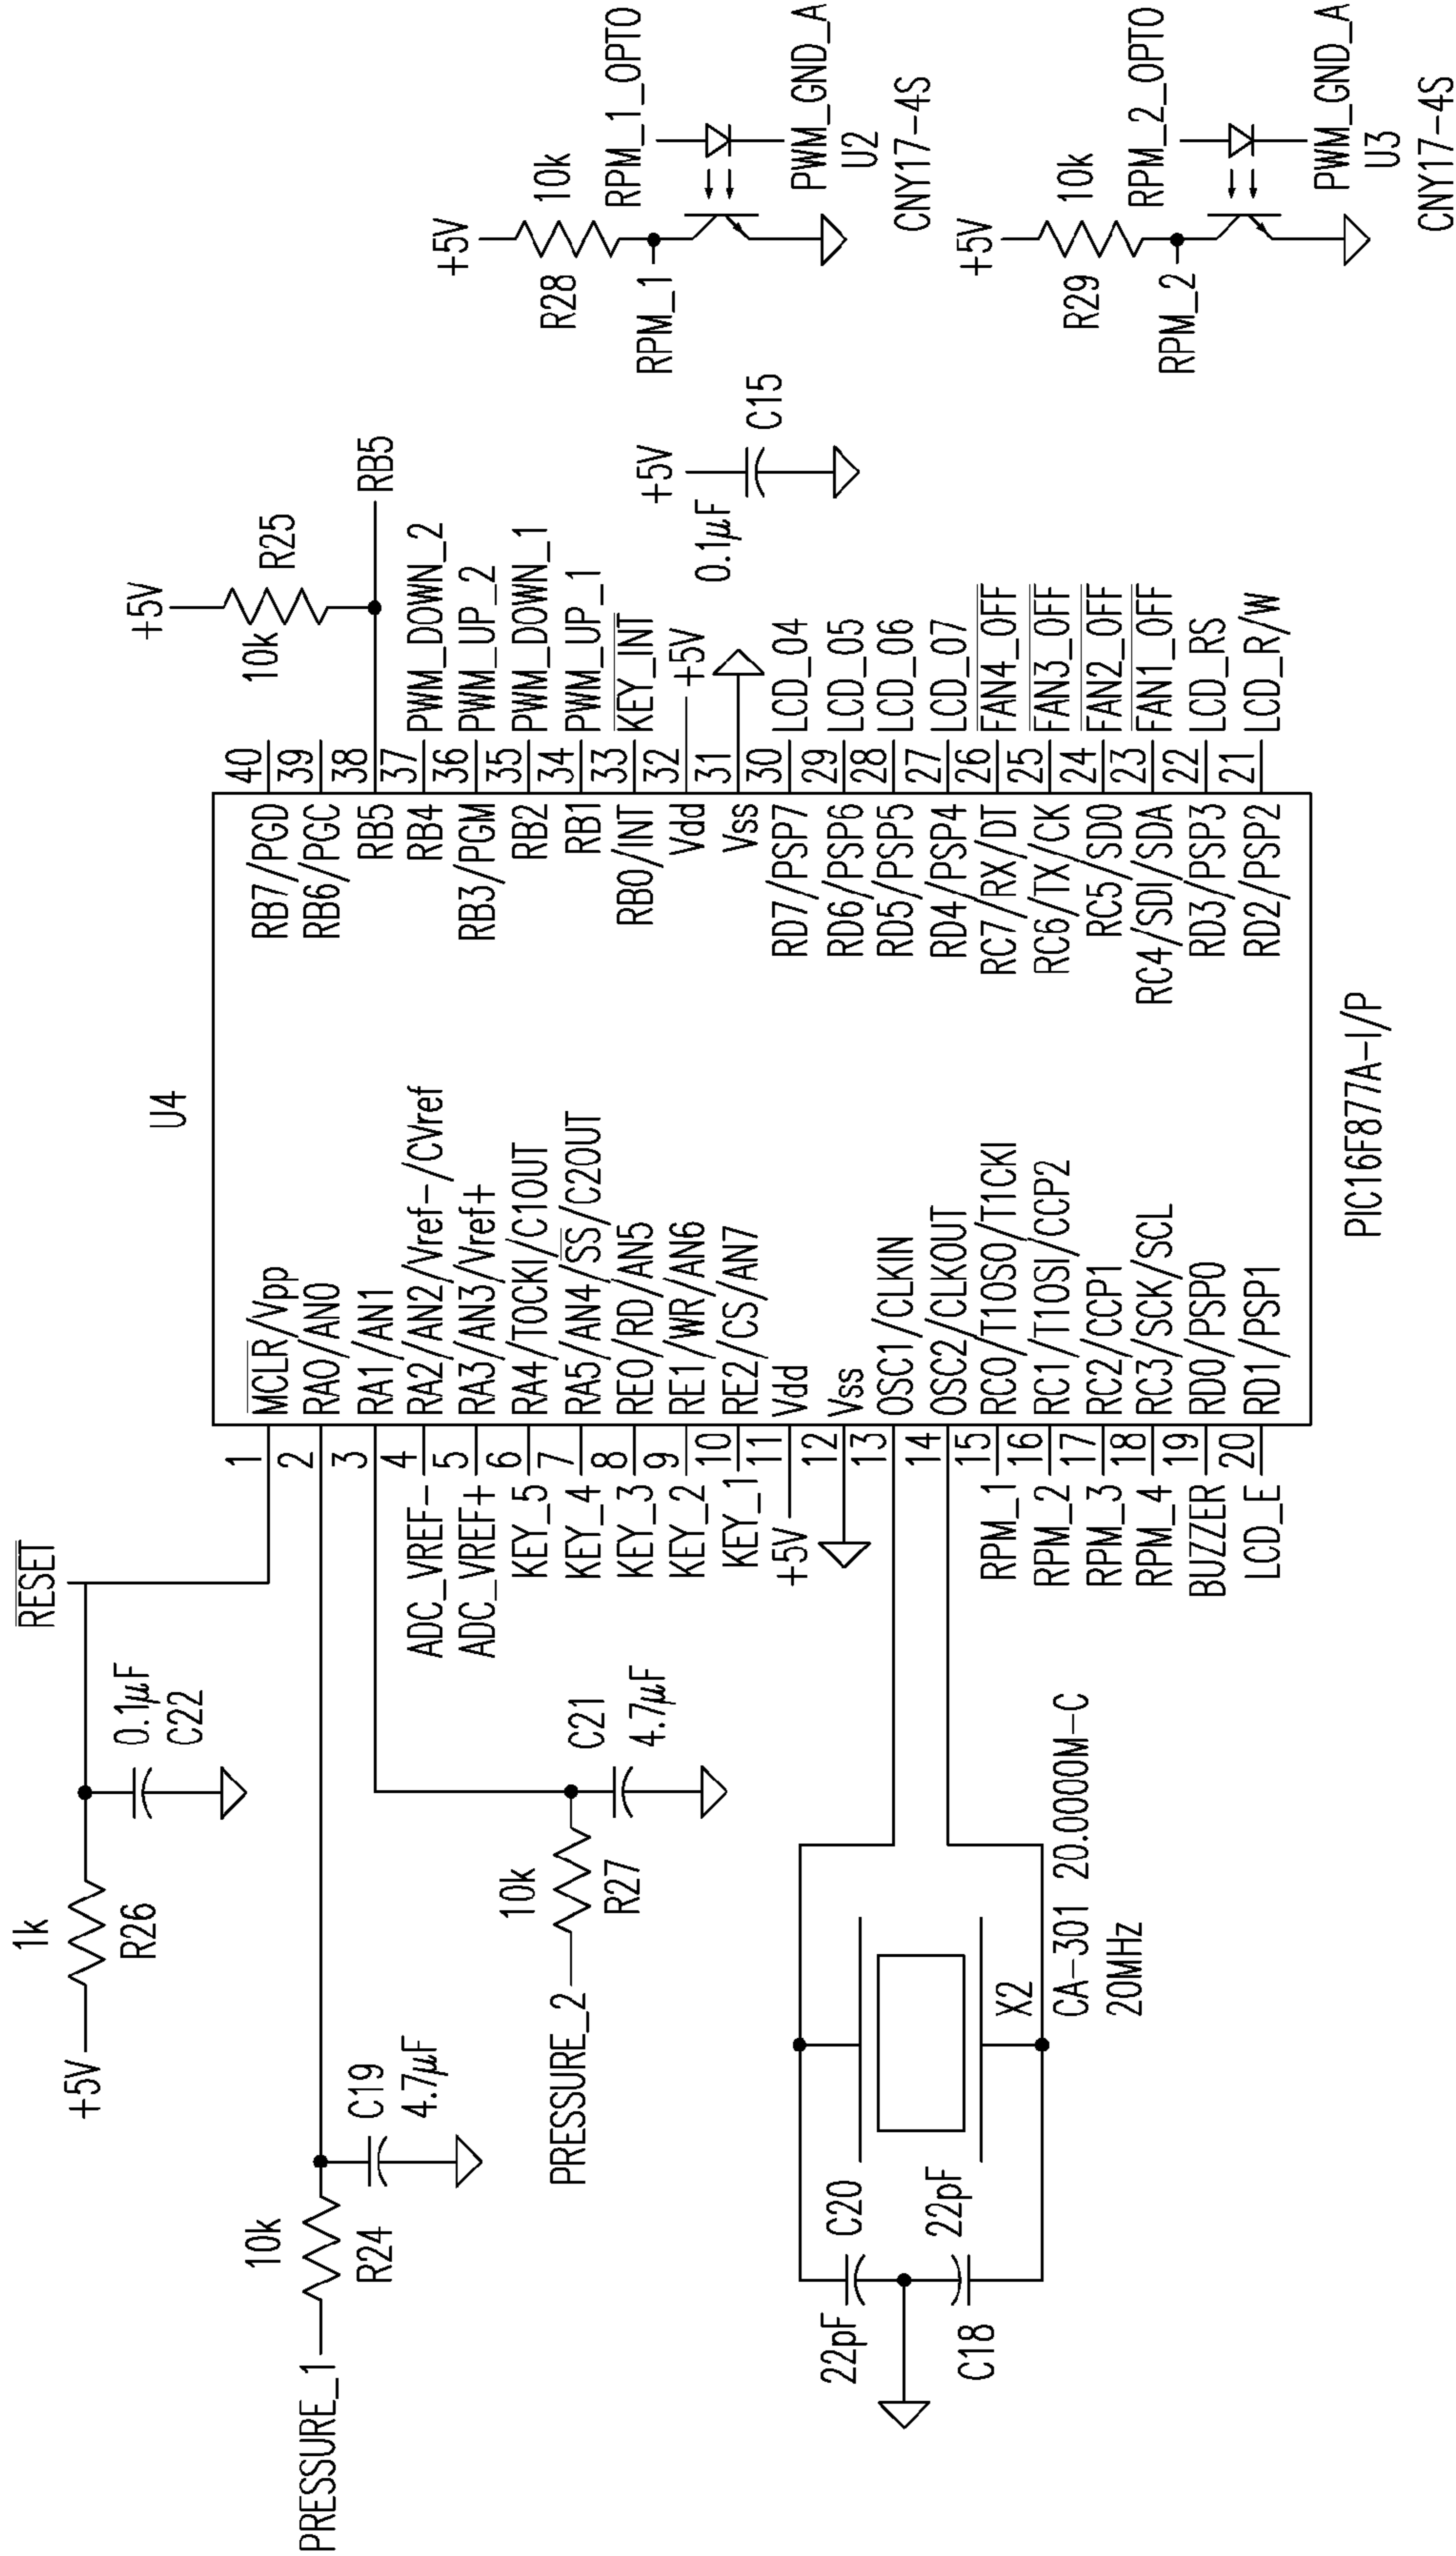 RESET
+5V
1k
R26
0.1µF
C22
PRESSURE_1
10k
R24
C19
4.7µF
PRESSURE_2
10k
R27
C21
4.7µF
22pF
C20
C18
22pF
X2
CA-301 20.0000M-C
20MHz
U4
1 MCLR/Vpp
2 RA0/AN0
3 RA1/AN1
ADC_VREF- 4 RA2/AN2/Vref-/CVref
ADC_VREF+ 5 RA3/AN3/Vref+
KEY_5 6 RA4/TOCKI/C1OUT
KEY_4 7 RA5/AN4/SS/C2OUT
KEY_3 8 RE0/RD/AN5
KEY_2 9 RE1/WR/AN6
KEY_1 10 RE2/CS/AN7
+5V 11 Vdd
12 Vss
13 OSC1/CLKIN
14 OSC2/CLKOUT
RPM_1 15 RC0/T1OSO/T1CKI
RPM_2 16 RC1/T1OSI/CCP2
RPM_3 17 RC2/CCP1
RPM_4 18 RC3/SCK/SCL
BUZZER 19 RD0/PSP0
LCD_E 20 RD1/PSP1
RB7/PGD 40
RB6/PGC 39
RB5 38
RB4 37 PWM_DOWN_2
RB3/PGM 36 PWM_UP_2
RB2 35 PWM_DOWN_1
RB1 34 PWM_UP_1
RB0/INT 33 KEY_INT
Vdd 32 +5V
Vss 31
RD7/PSP7 30 LCD_04
RD6/PSP6 29 LCD_05
RD5/PSP5 28 LCD_06
RD4/PSP4 27 LCD_07
RC7/RX/DT 26 FAN4_OFF
RC6/TX/CK 25 FAN3_OFF
RC5/SDO 24 FAN2_OFF
RC4/SDI/SDA 23 FAN1_OFF
RD3/PSP3 22 LCD_RS
RD2/PSP2 21 LCD_R/W
PIC16F877A-I/P
+5V
10k
R25
RB5
+5V
0.1µF
C15
+5V
R28
10k
RPM_1
RPM_1_OPTO
PWM_GND_A
U2
CNY17-4S
+5V
R29
10k
RPM_2
RPM_2_OPTO
PWM_GND_A
U3
CNY17-4S